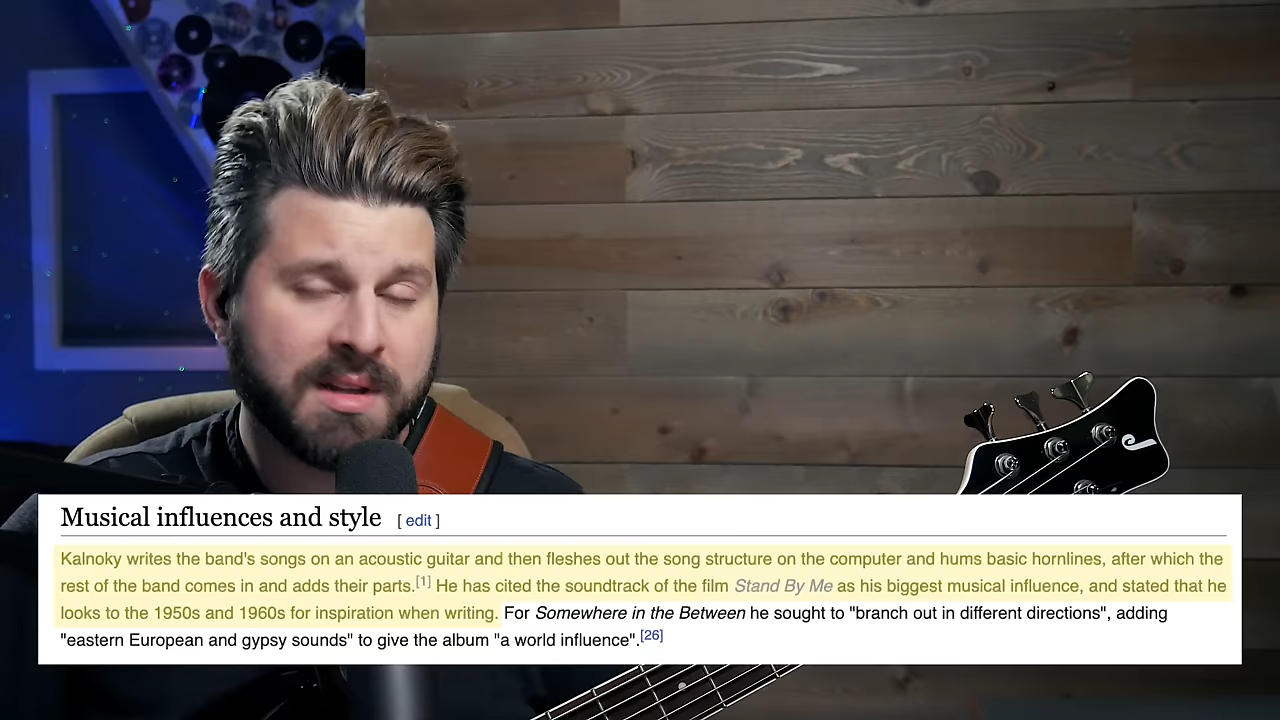 Musical influences and style [ edit ]
Kalnoky writes the band's songs on an acoustic guitar and then fleshes out the song structure on the computer and hums basic hornlines, after which the
rest of the band comes in and adds their parts.[1] He has cited the soundtrack of the film Stand By Me as his biggest musical influence, and stated that he
looks to the 1950s and 1960s for inspiration when writing. For Somewhere in the Between he sought to "branch out in different directions", adding
"eastern European and gypsy sounds" to give the album "a world influence".[26]